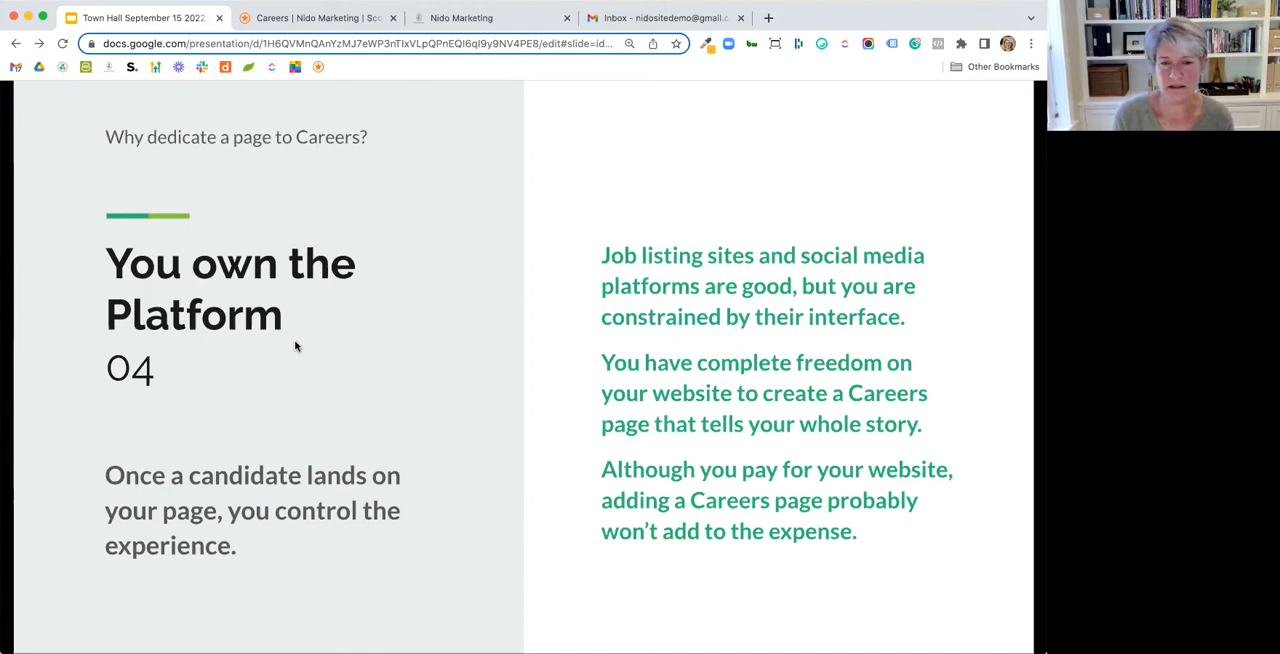 Town Hall September 15 2022
Careers | Nido Marketing | Sco
Nido Marketing
Inbox - nidositedemo@gmail.c
docs.google.com/presentation/d/1H6QVMnQAnYzMJ7eWP3nTlxVLpQPnEQI6qI9y9NV4PE8/edit#slide=id...
Other Bookmarks
Why dedicate a page to Careers?
You own the
Platform
04
Once a candidate lands on
your page, you control the
experience.
Job listing sites and social media
platforms are good, but you are
constrained by their interface.
You have complete freedom on
your website to create a Careers
page that tells your whole story.
Although you pay for your website,
adding a Careers page probably
won't add to the expense.